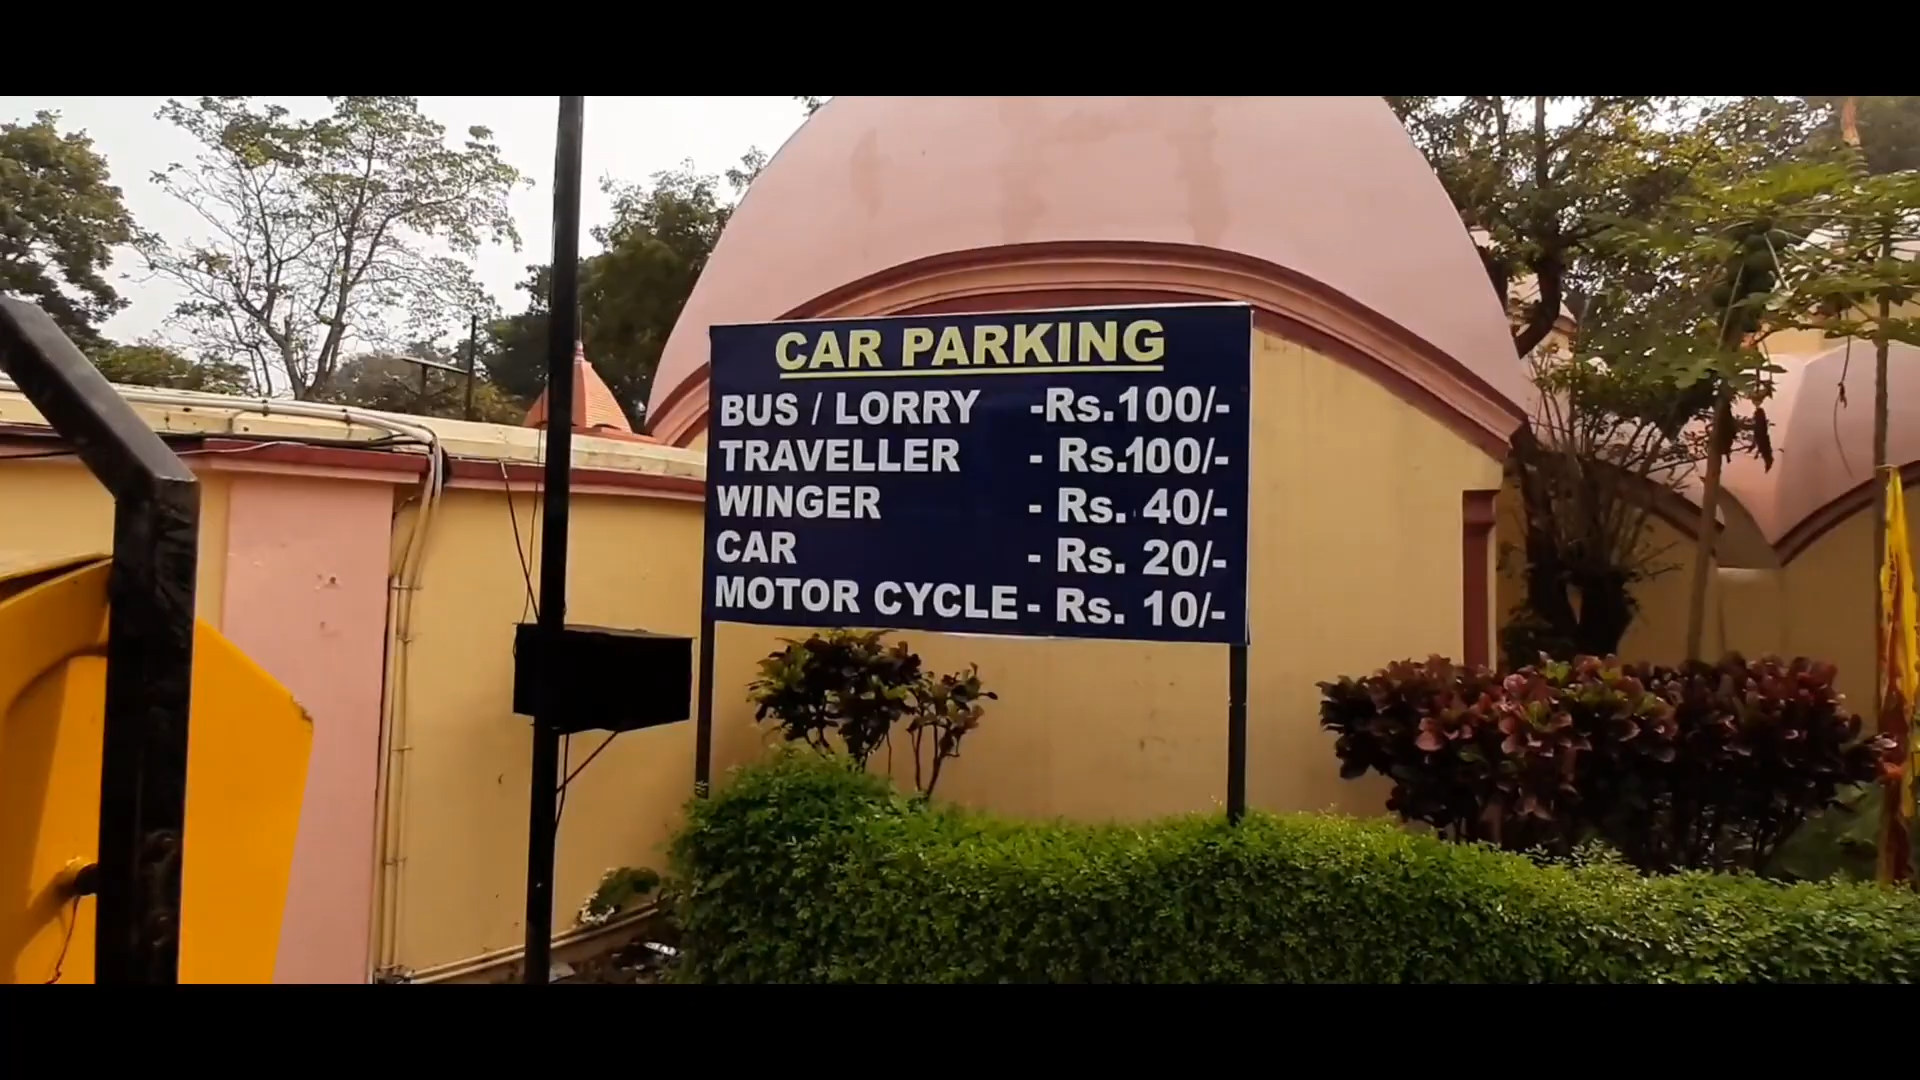 CAR PARKING
BUS / LORRY -Rs.100/-
TRAVELLER - Rs.100/-
WINGER - Rs. 40/-
CAR - Rs. 20/-
MOTOR CYCLE - Rs. 10/-